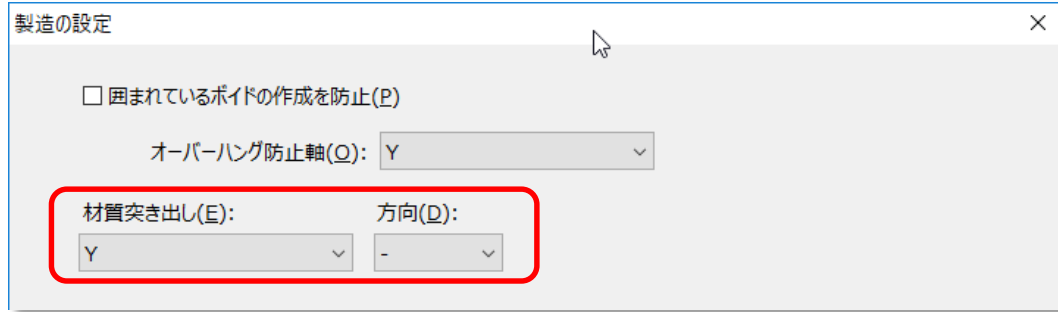 製造の設定
囲まれているボイドの作成を防止(P)
オーバーハング防止軸(O): Y
材質突き出し(E): 方向(D):
Y -